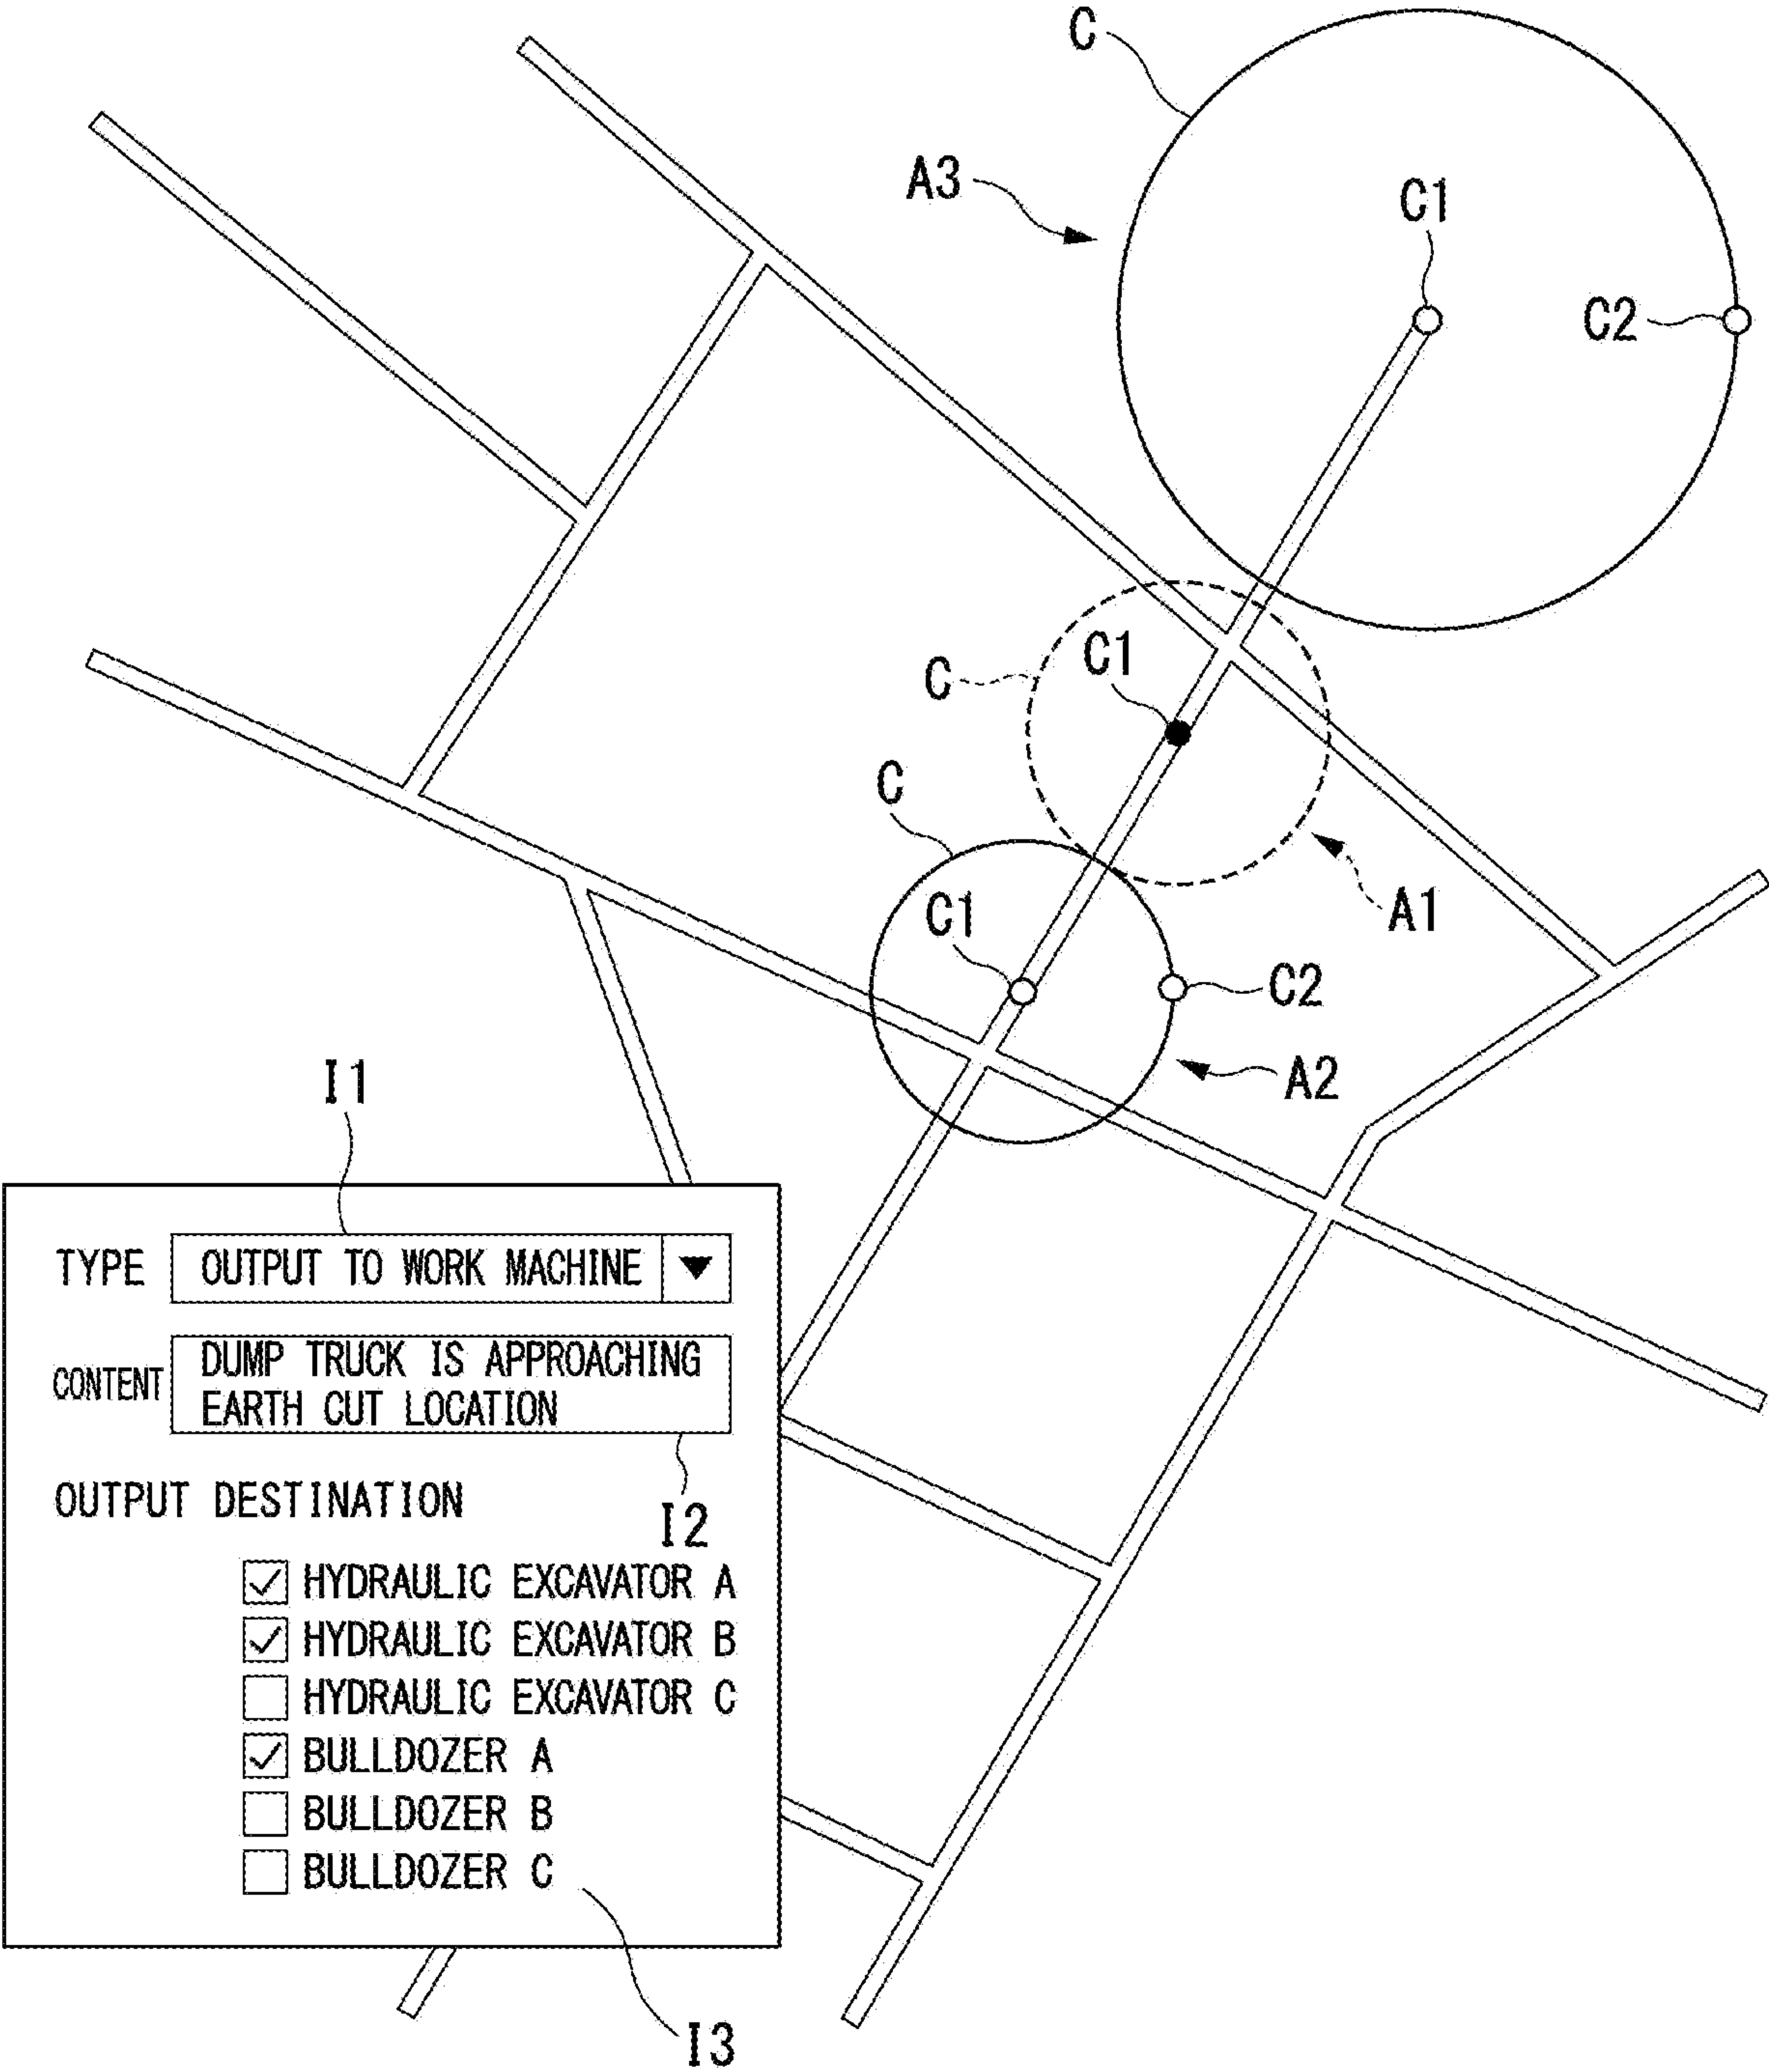 C
A3
C1
C2
C1
C
C
A1
C1
C2
A2
I1
TYPE OUTPUT TO WORK MACHINE
CONTENT DUMP TRUCK IS APPROACHING
EARTH CUT LOCATION
OUTPUT DESTINATION
I2
HYDRAULIC EXCAVATOR A
HYDRAULIC EXCAVATOR B
HYDRAULIC EXCAVATOR C
BULLDOZER A
BULLDOZER B
BULLDOZER C
I3